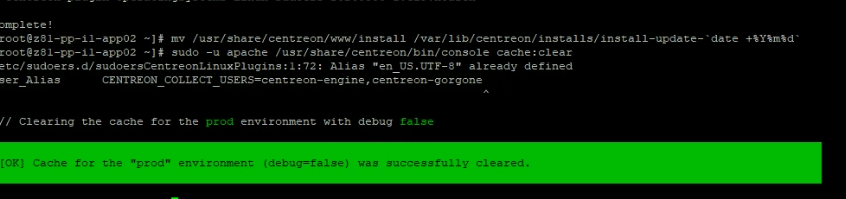 omplete!
root@z8l-pp-il-app02 ~]# mv /usr/share/centreon/www/install /var/lib/centreon/installs/install-update-`date +%Y%m%d`
root@z8l-pp-il-app02 ~]# sudo -u apache /usr/share/centreon/bin/console cache:clear
etc/sudoers.d/sudoersCentreonLinuxPlugins:1:72: Alias "en_US.UTF-8" already defined
ser_Alias CENTREON_COLLECT_USERS=centreon-engine,centreon-gorgone
^
// Clearing the cache for the prod environment with debug false
[OK] Cache for the "prod" environment (debug=false) was successfully cleared.